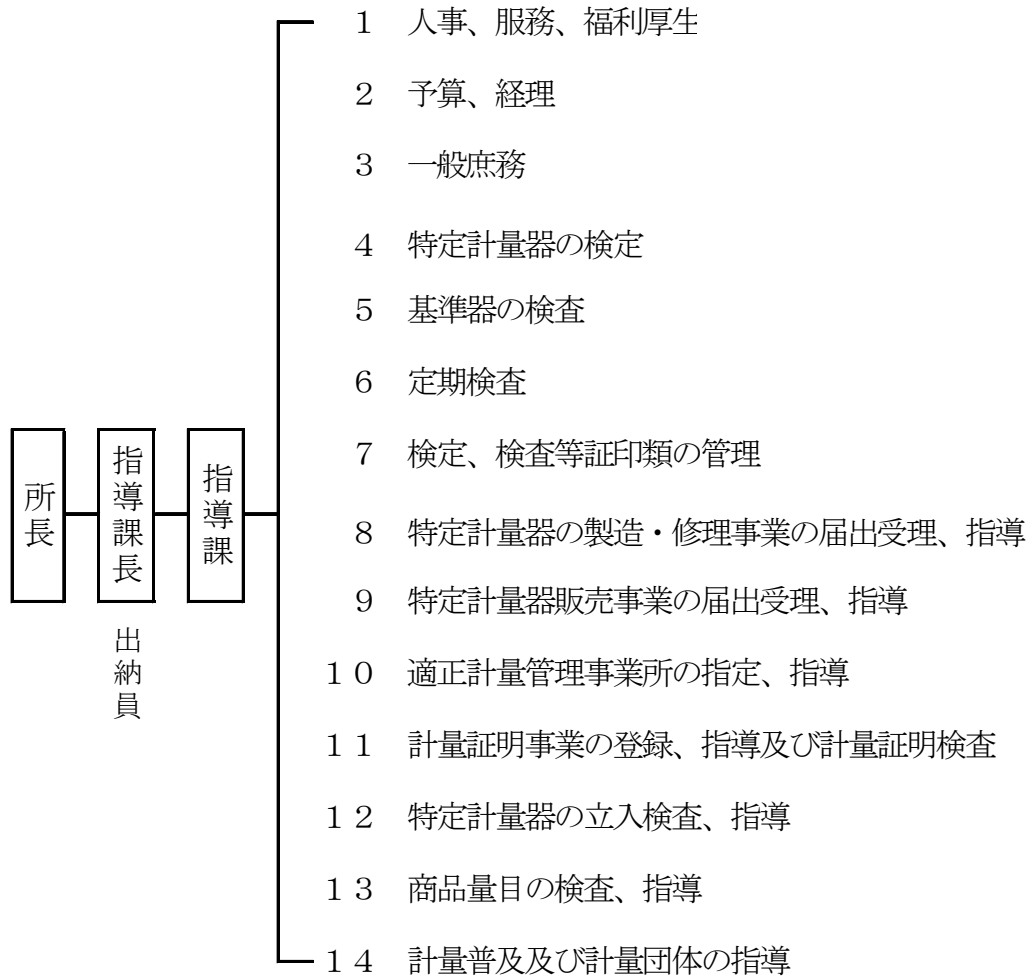 所長
指導課長
出納員
指導課
１　人事、服務、福利厚生
２　予算、経理
３　一般庶務
４　特定計量器の検定
５　基準器の検査
６　定期検査
７　検定、検査等証印類の管理
８　特定計量器の製造・修理事業の届出受理、指導
９　特定計量器販売事業の届出受理、指導
１０　適正計量管理事業所の指定、指導
１１　計量証明事業の登録、指導及び計量証明検査
１２　特定計量器の立入検査、指導
１３　商品量目の検査、指導
１４　計量普及及び計量団体の指導